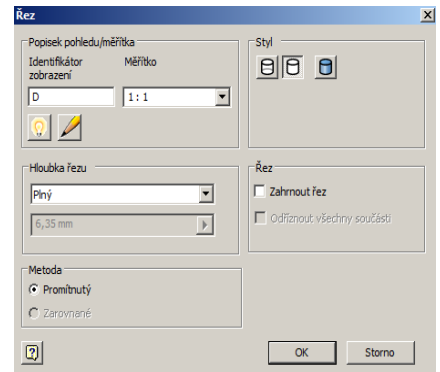 Řez
Popisek pohledu/měřítka
Identifikátor zobrazení
Měřítko
D
1 : 1
Styl
Hloubka řezu
Plný
6,35 mm
Řez
Zahrnout řez
Odříznout všechny součásti
Metoda
Promítnutý
Zarovnané
OK
Storno